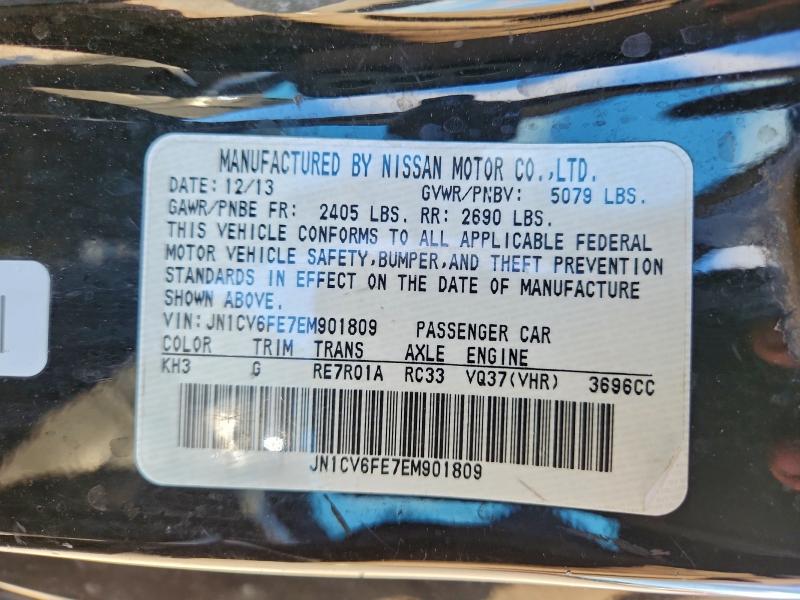 MANUFACTURED BY NISSAN MOTOR CO.,LTD.
DATE: 12/13 GVWR/PNBV: 5079 LBS.
GAWR/PNBE FR: 2405 LBS. RR: 2690 LBS.
THIS VEHICLE CONFORMS TO ALL APPLICABLE FEDERAL
MOTOR VEHICLE SAFETY,BUMPER,AND THEFT PREVENTION
STANDARDS IN EFFECT ON THE DATE OF MANUFACTURE
SHOWN ABOVE.
VIN:JN1CV6FE7EM901809 PASSENGER CAR
COLOR TRIM TRANS AXLE ENGINE
KH3 G RE7R01A RC33 VQ37(VHR) 3696CC
JN1CV6FE7EM901809